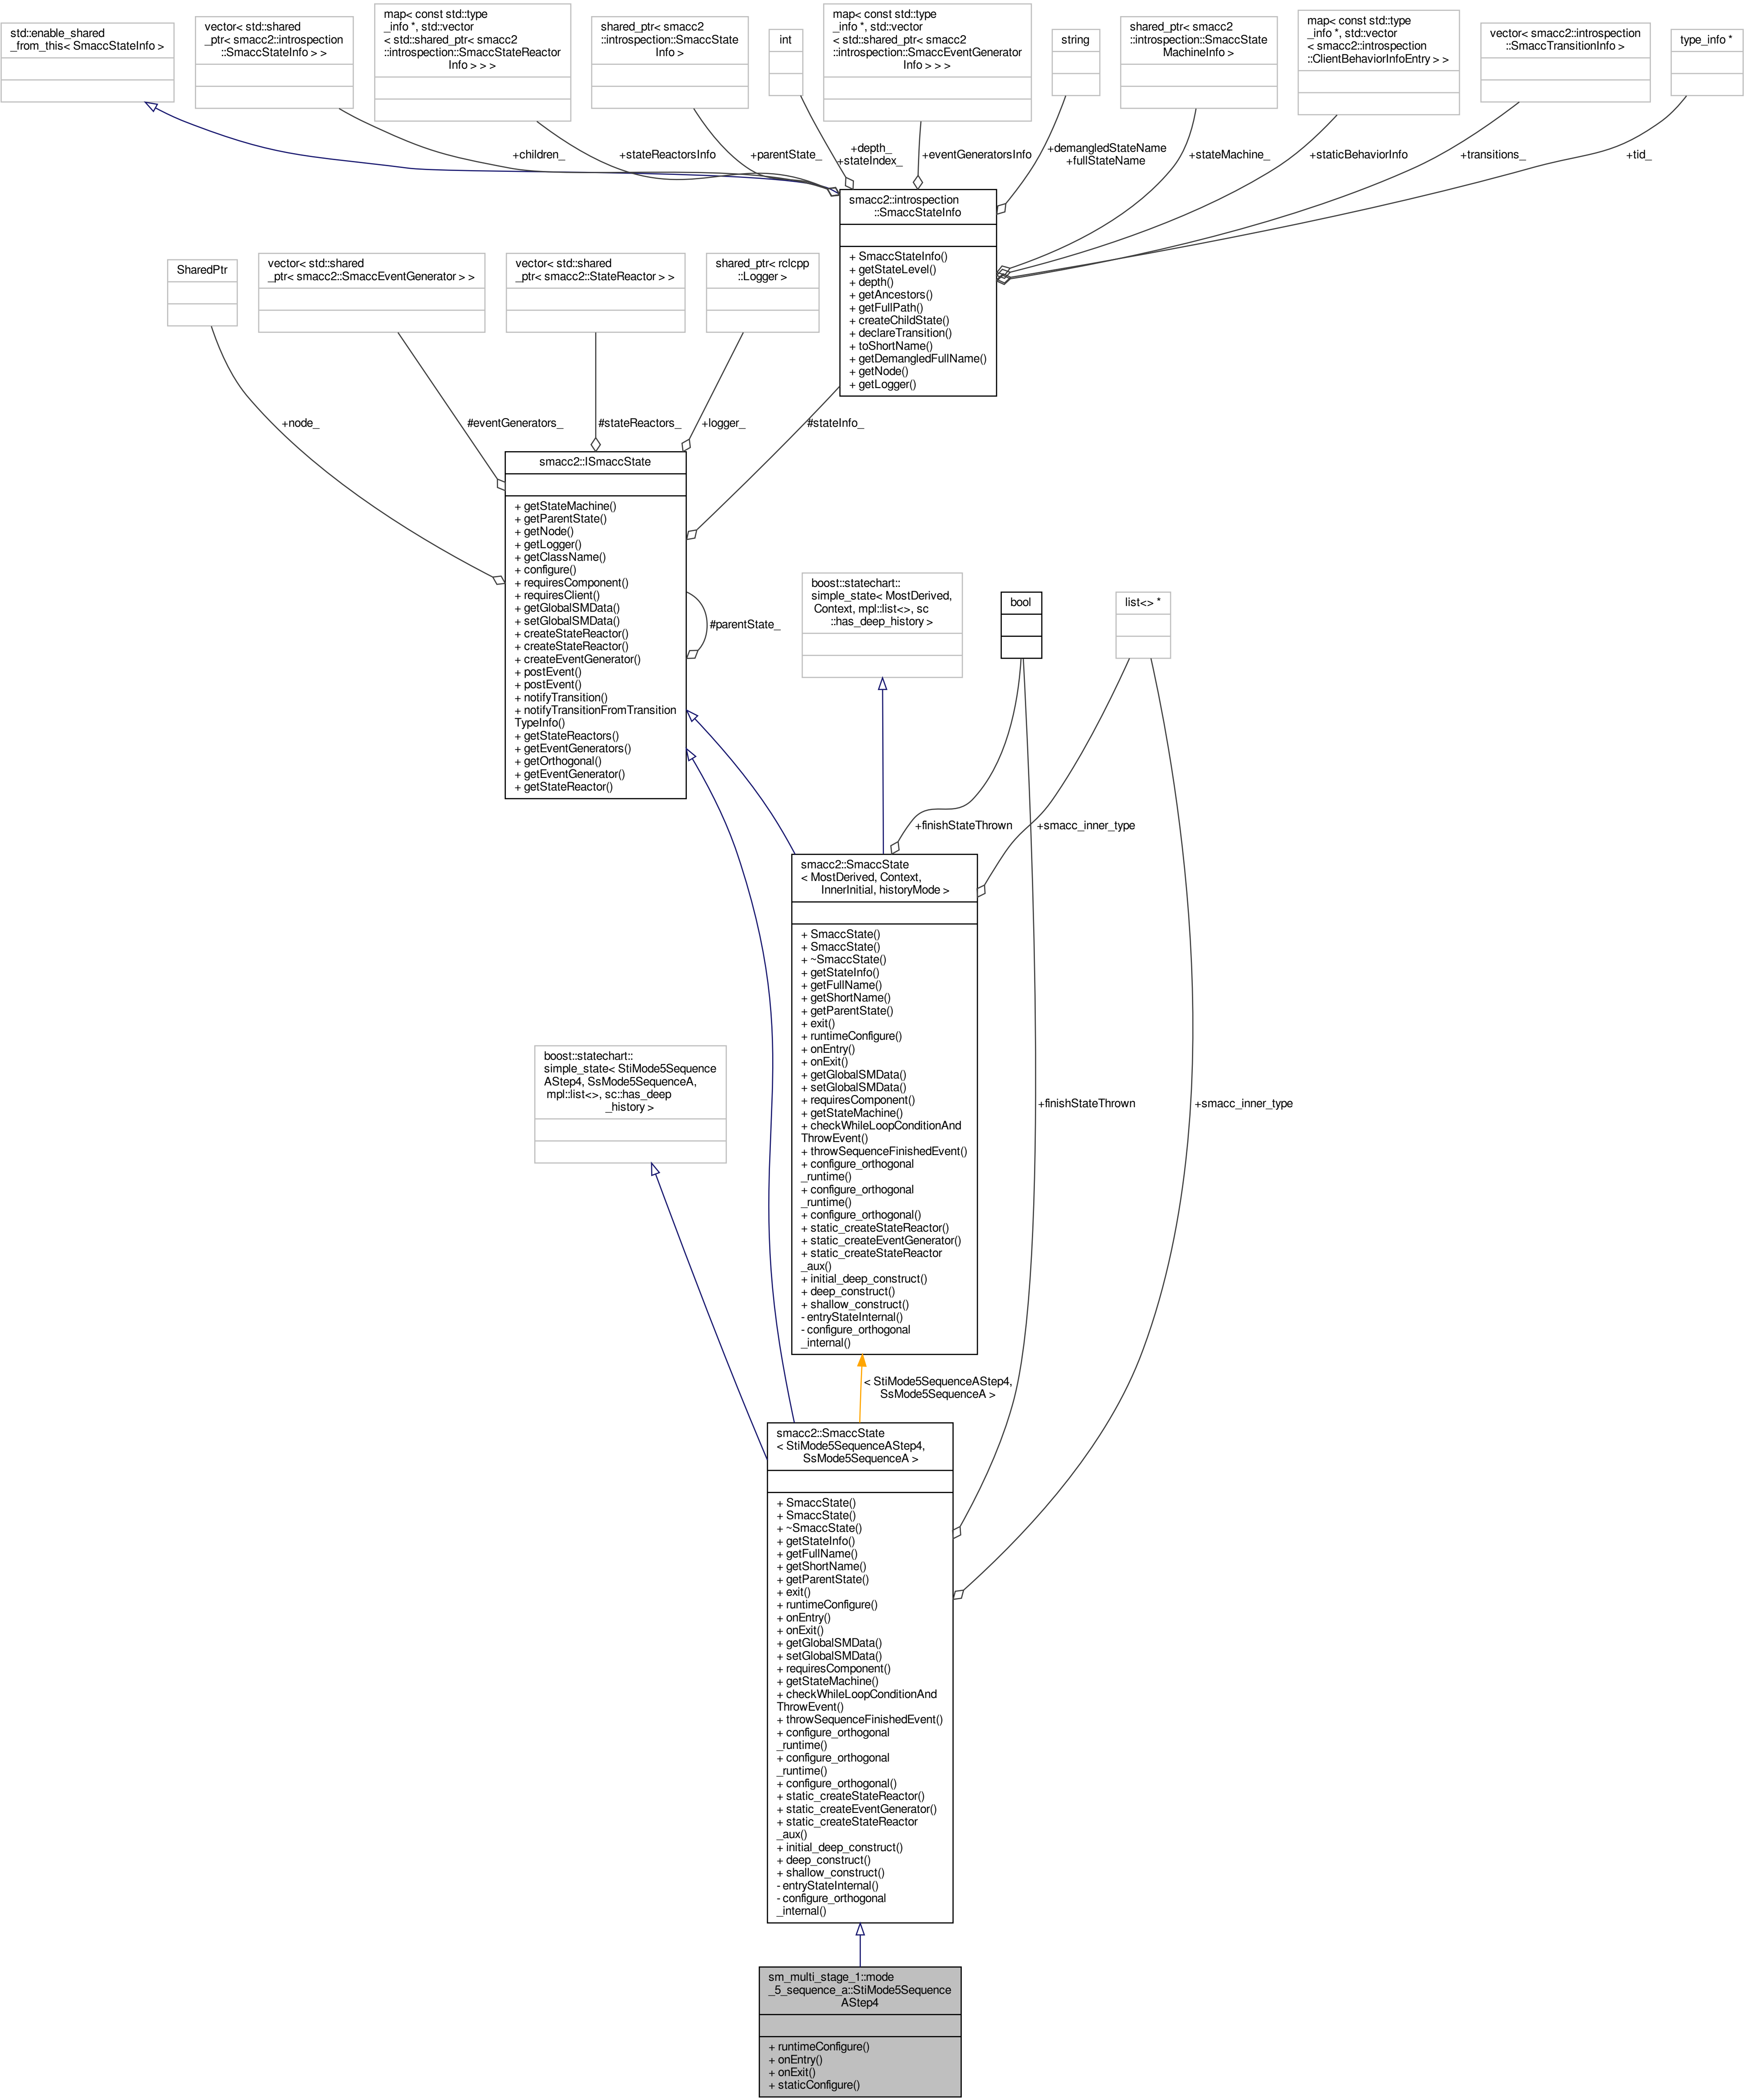 std::enable_shared
_from_this< SmaccStateInfo >
vector< std::shared
_ptr< smacc2::introspection
::SmaccStateInfo > >
map< const std::type
_info *, std::vector
< std::shared_ptr< smacc2
::introspection::SmaccStateReactor
Info > > >
shared_ptr< smacc2
::introspection::SmaccState
Info >
int
map< const std::type
_info *, std::vector
< std::shared_ptr< smacc2
::introspection::SmaccEventGenerator
Info > > >
string
shared_ptr< smacc2
::introspection::SmaccState
MachineInfo >
map< const std::type
_info *, std::vector
< smacc2::introspection
::ClientBehaviorInfoEntry > >
vector< smacc2::introspection
::SmaccTransitionInfo >
type_info *
+children_
+stateReactorsInfo
+parentState_
+depth_
+stateIndex_
+eventGeneratorsInfo
+demangledStateName
+fullStateName
+stateMachine_
+staticBehaviorInfo
+transitions_
+tid_
smacc2::introspection
::SmaccStateInfo
+ SmaccStateInfo()
+ getStateLevel()
+ depth()
+ getAncestors()
+ getFullPath()
+ createChildState()
+ declareTransition()
+ toShortName()
+ getDemangledFullName()
+ getNode()
+ getLogger()
SharedPtr
vector< std::shared
_ptr< smacc2::SmaccEventGenerator > >
vector< std::shared
_ptr< smacc2::StateReactor > >
shared_ptr< rclcpp
::Logger >
+node_
#eventGenerators_
#stateReactors_
+logger_
#stateInfo_
smacc2::ISmaccState
+ getStateMachine()
+ getParentState()
+ getNode()
+ getLogger()
+ getClassName()
+ configure()
+ requiresComponent()
+ requiresClient()
+ getGlobalSMData()
+ setGlobalSMData()
+ createStateReactor()
+ createStateReactor()
+ createEventGenerator()
+ postEvent()
+ postEvent()
+ notifyTransition()
+ notifyTransitionFromTransition
TypeInfo()
+ getStateReactors()
+ getEventGenerators()
+ getOrthogonal()
+ getEventGenerator()
+ getStateReactor()
#parentState_
boost::statechart::
simple_state< MostDerived,
Context, mpl::list<>, sc
::has_deep_history >
bool
list<> *
+finishStateThrown
+smacc_inner_type
smacc2::SmaccState
< MostDerived, Context,
InnerInitial, historyMode >
+ SmaccState()
+ SmaccState()
+ ~SmaccState()
+ getStateInfo()
+ getFullName()
+ getShortName()
+ getParentState()
+ exit()
+ runtimeConfigure()
+ onEntry()
+ onExit()
+ getGlobalSMData()
+ setGlobalSMData()
+ requiresComponent()
+ getStateMachine()
+ checkWhileLoopConditionAnd
ThrowEvent()
+ throwSequenceFinishedEvent()
+ configure_orthogonal
_runtime()
+ configure_orthogonal
_runtime()
+ configure_orthogonal()
+ static_createStateReactor()
+ static_createEventGenerator()
+ static_createStateReactor
_aux()
+ initial_deep_construct()
+ deep_construct()
+ shallow_construct()
- entryStateInternal()
- configure_orthogonal
_internal()
boost::statechart::
simple_state< StiMode5Sequence
AStep4, SsMode5SequenceA,
mpl::list<>, sc::has_deep
_history >
+finishStateThrown
+smacc_inner_type
< StiMode5SequenceAStep4,
SsMode5SequenceA >
smacc2::SmaccState
< StiMode5SequenceAStep4,
SsMode5SequenceA >
+ SmaccState()
+ SmaccState()
+ ~SmaccState()
+ getStateInfo()
+ getFullName()
+ getShortName()
+ getParentState()
+ exit()
+ runtimeConfigure()
+ onEntry()
+ onExit()
+ getGlobalSMData()
+ setGlobalSMData()
+ requiresComponent()
+ getStateMachine()
+ checkWhileLoopConditionAnd
ThrowEvent()
+ throwSequenceFinishedEvent()
+ configure_orthogonal
_runtime()
+ configure_orthogonal
_runtime()
+ configure_orthogonal()
+ static_createStateReactor()
+ static_createEventGenerator()
+ static_createStateReactor
_aux()
+ initial_deep_construct()
+ deep_construct()
+ shallow_construct()
- entryStateInternal()
- configure_orthogonal
_internal()
sm_multi_stage_1::mode
_5_sequence_a::StiMode5Sequence
AStep4
+ runtimeConfigure()
+ onEntry()
+ onExit()
+ staticConfigure()